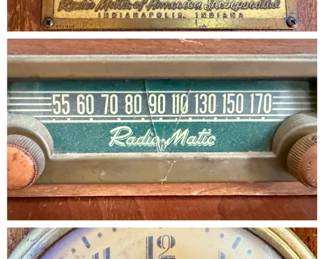 Radio Matic of America Incorporated
INDIANAPOLIS, INDIANA
55 60 70 80 90 110 130 150 170
Radio-Matic
12